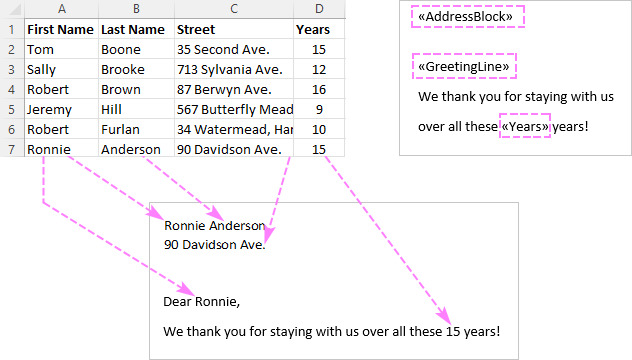 A B C D
1 First Name Last Name Street Years
2 Tom Boone 35 Second Ave. 15
3 Sally Brooke 713 Sylvania Ave. 12
4 Robert Brown 87 Berwyn Ave. 16
5 Jeremy Hill 567 Butterfly Mead 9
6 Robert Furlan 34 Watermead, Har 10
7 Ronnie Anderson 90 Davidson Ave. 15
«AddressBlock»
«GreetingLine»
We thank you for staying with us
over all these «Years» years!
Ronnie Anderson
90 Davidson Ave.
Dear Ronnie,
We thank you for staying with us over all these 15 years!